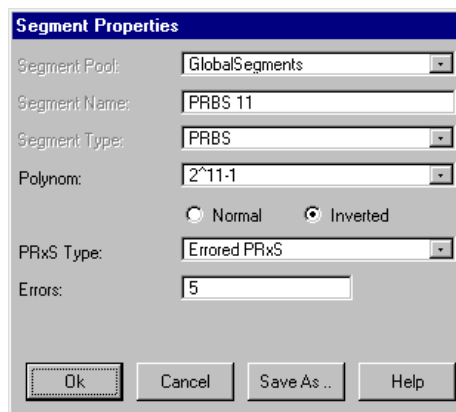 Segment Properties
Segment Pool: GlobalSegments
Segment Name: PRBS 11
Segment Type: PRBS
Polynom: 2^11-1
Normal Inverted
PRxS Type: Errored PRxS
Errors: 5
Ok Cancel Save As .. Help